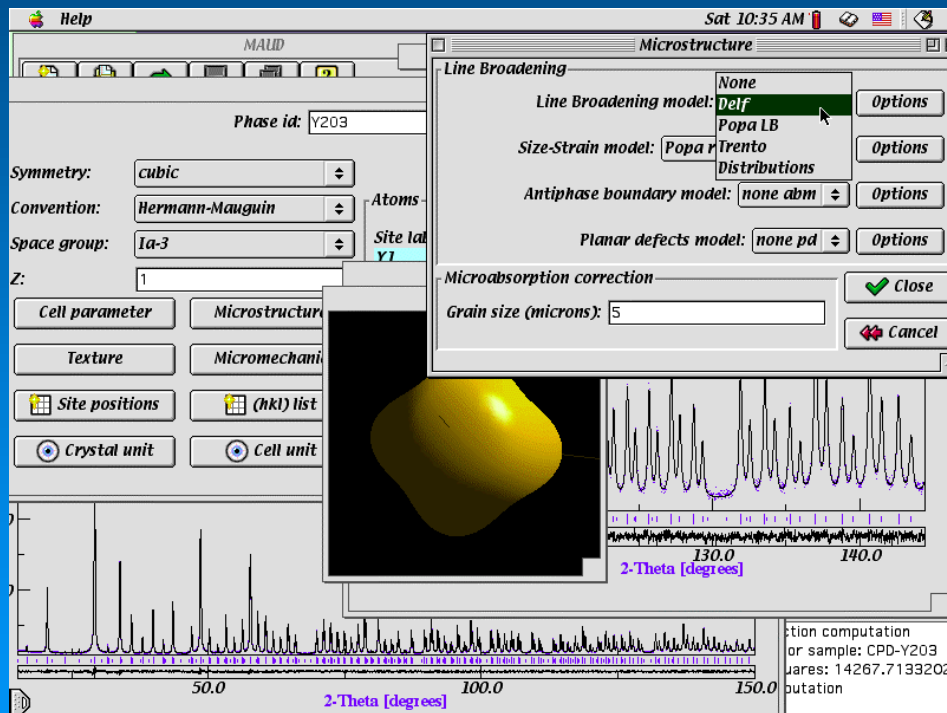 Help
Sat 10:35 AM
MAUD
Microstructure
Line Broadening
Line Broadening model:
None
Delf
Popa LB
Trento
Distributions
Options
Size-Strain model:
Popa r
Options
Antiphase boundary model:
none abm
Options
Planar defects model:
none pd
Options
Microabsorption correction
Grain size (microns):
5
Close
Cancel
Phase id:
Y203
Symmetry:
cubic
Convention:
Hermann-Mauguin
Space group:
Ia-3
Z:
1
Atoms
Site lab
Y1
Cell parameter
Microstructure
Texture
Micromechani
Site positions
(hkl) list
Crystal unit
Cell unit
130.0
140.0
2-Theta [degrees]
50.0
100.0
150.0
2-Theta [degrees]
ction computation
or sample: CPD-Y203
uares: 14267.7133202
putation